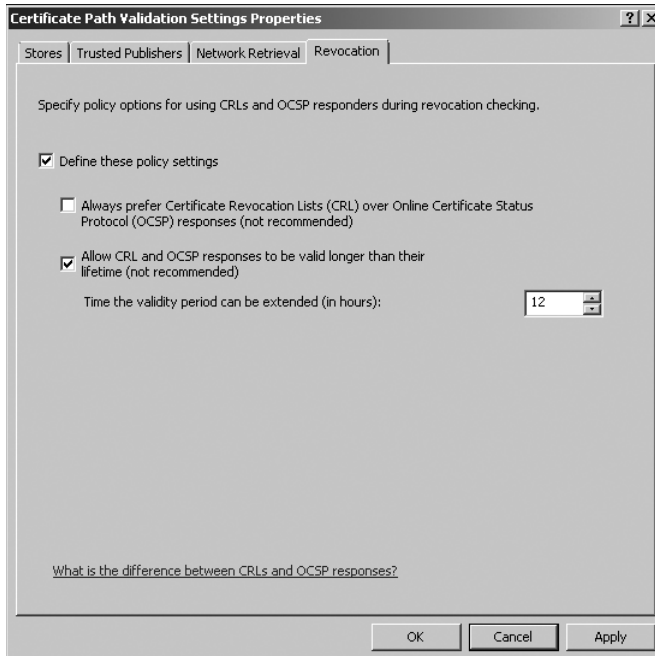 Certificate Path Validation Settings Properties
Stores Trusted Publishers Network Retrieval Revocation
Specify policy options for using CRLs and OCSP responders during revocation checking.
Define these policy settings
Always prefer Certificate Revocation Lists (CRL) over Online Certificate Status
Protocol (OCSP) responses (not recommended)
Allow CRL and OCSP responses to be valid longer than their
lifetime (not recommended)
Time the validity period can be extended (in hours): 12
What is the difference between CRLs and OCSP responses?
OK Cancel Apply